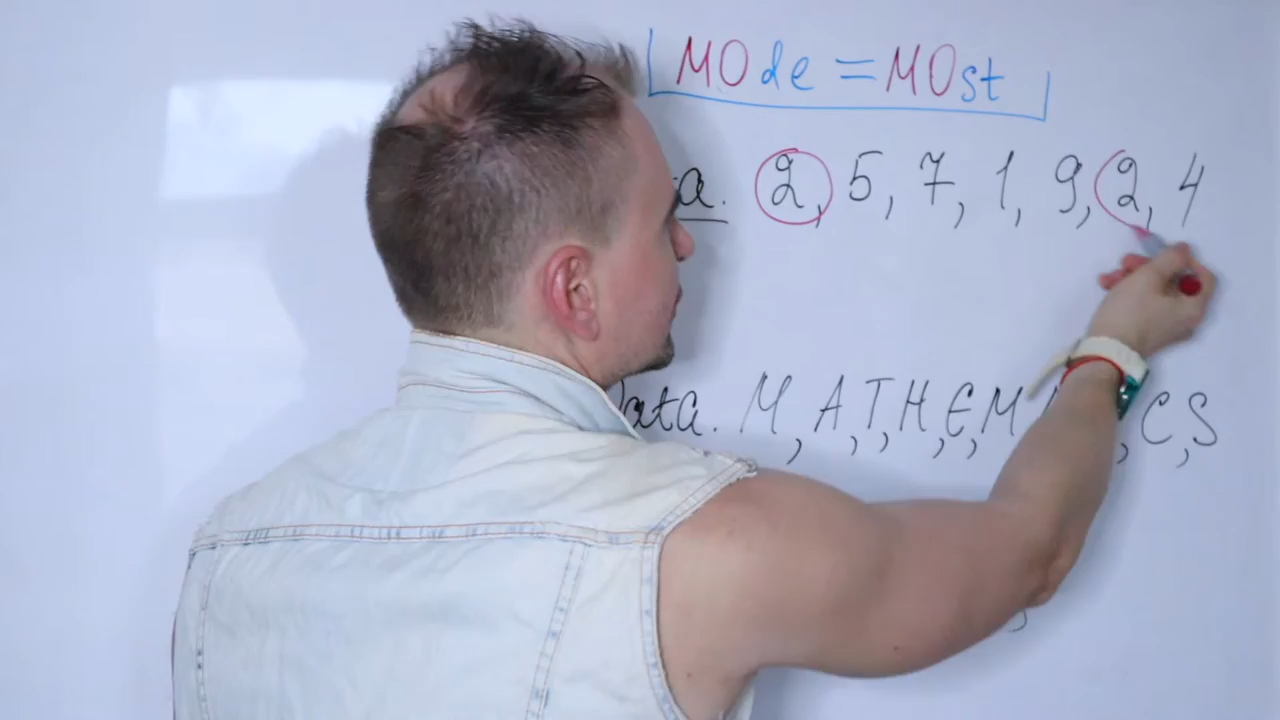 MOde = MOst
2, 5, 7, 1, 9, 2, 4
Data. M, A, T, H, E, M
, C, S